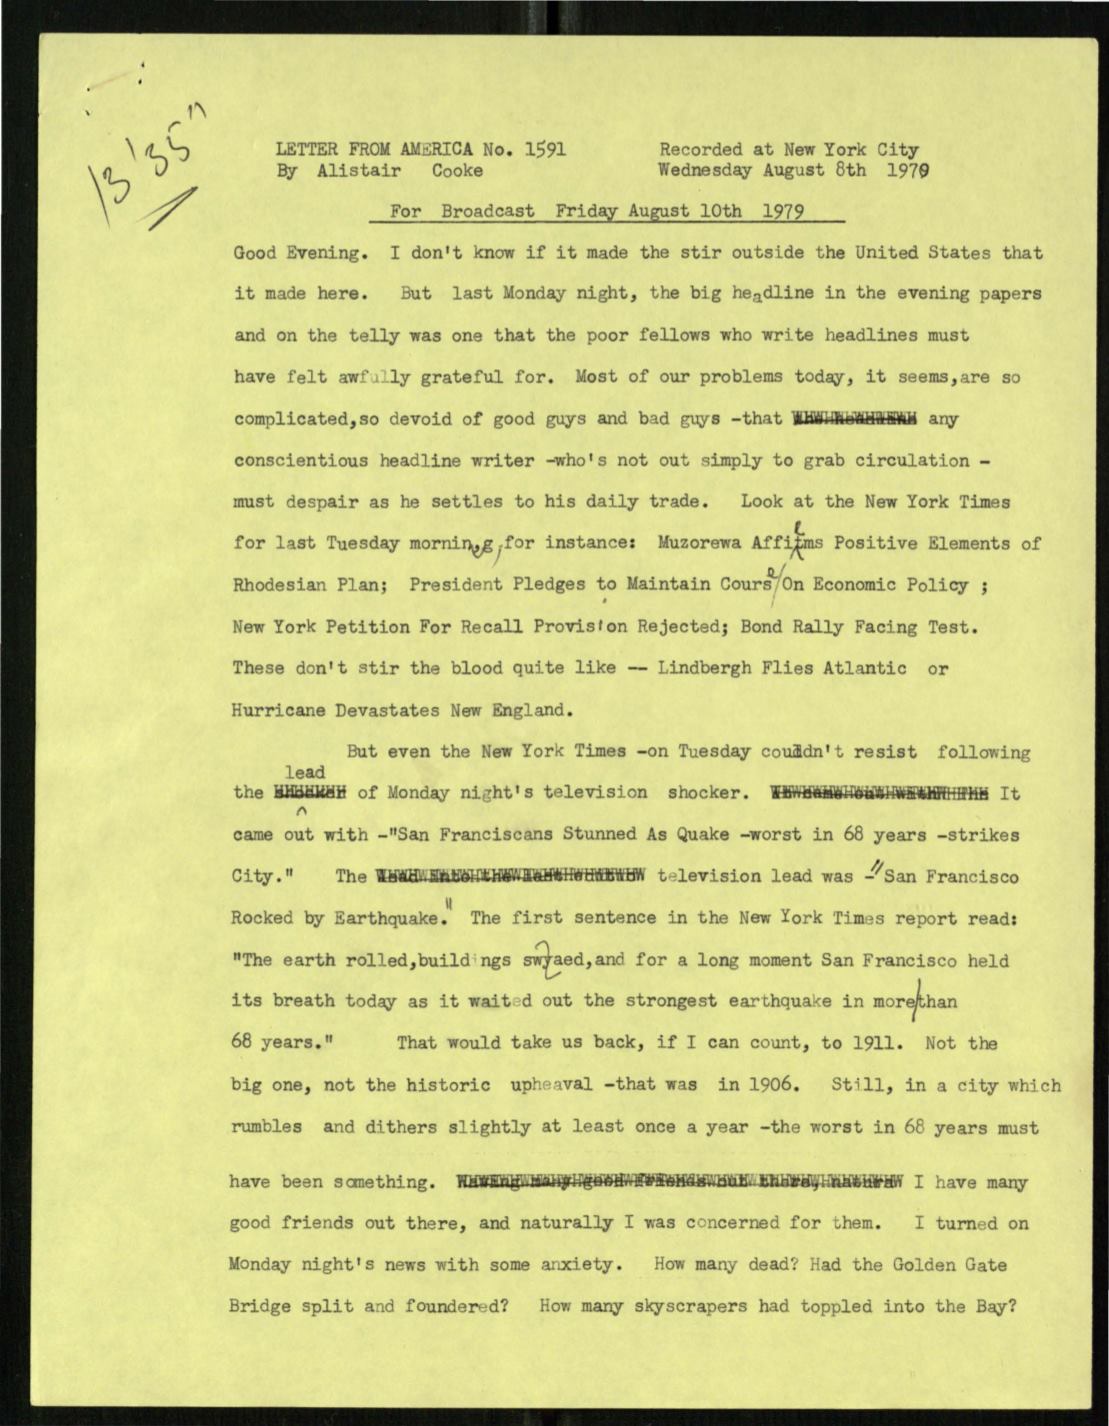 13'35"
LETTER FROM AMERICA No. 1591 Recorded at New York City
By Alistair Cooke Wednesday August 8th 1979
For Broadcast Friday August 10th 1979
Good Evening. I don't know if it made the stir outside the United States that
it made here. But last Monday night, the big headline in the evening papers
and on the telly was one that the poor fellows who write headlines must
have felt awfully grateful for. Most of our problems today, it seems,are so
complicated,so devoid of good guys and bad guys -that any
conscientious headline writer -who's not out simply to grab circulation -
must despair as he settles to his daily trade. Look at the New York Times
for last Tuesday morning, for instance: Muzorewa Affirms Positive Elements of
Rhodesian Plan; President Pledges to Maintain Course/On Economic Policy ;
New York Petition For Recall Provision Rejected; Bond Rally Facing Test.
These don't stir the blood quite like -- Lindbergh Flies Atlantic or
Hurricane Devastates New England.
But even the New York Times -on Tuesday couldn't resist following
lead
the of Monday night's television shocker. It
came out with -"San Franciscans Stunned As Quake -worst in 68 years -strikes
City." The television lead was -"San Francisco
Rocked by Earthquake." The first sentence in the New York Times report read:
"The earth rolled,buildings swyaed,and for a long moment San Francisco held
its breath today as it waited out the strongest earthquake in more/than
68 years." That would take us back, if I can count, to 1911. Not the
big one, not the historic upheaval -that was in 1906. Still, in a city which
rumbles and dithers slightly at least once a year -the worst in 68 years must
have been something. I have many
good friends out there, and naturally I was concerned for them. I turned on
Monday night's news with some anxiety. How many dead? Had the Golden Gate
Bridge split and foundered? How many skyscrapers had toppled into the Bay?